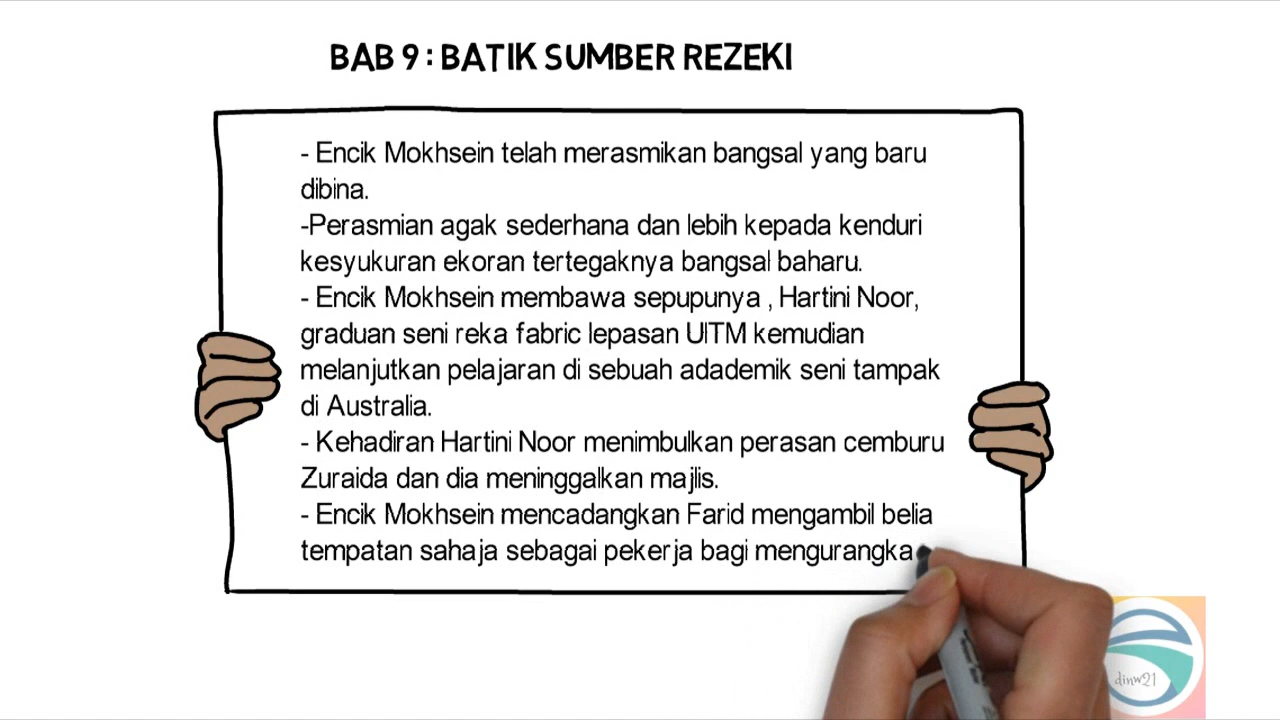 BAB 9 : BATIK SUMBER REZEKI
- Encik Mokhsein telah merasmikan bangsal yang baru
dibina.
-Perasmian agak sederhana dan lebih kepada kenduri
kesyukuran ekoran tertegaknya bangsal baharu.
- Encik Mokhsein membawa sepupunya , Hartini Noor,
graduan seni reka fabric lepasan UITM kemudian
melanjutkan pelajaran di sebuah adademik seni tampak
di Australia.
- Kehadiran Hartini Noor menimbulkan perasan cemburu
Zuraida dan dia meninggalkan majlis.
- Encik Mokhsein mencadangkan Farid mengambil belia
tempatan sahaja sebagai pekerja bagi mengurangka
dinw21